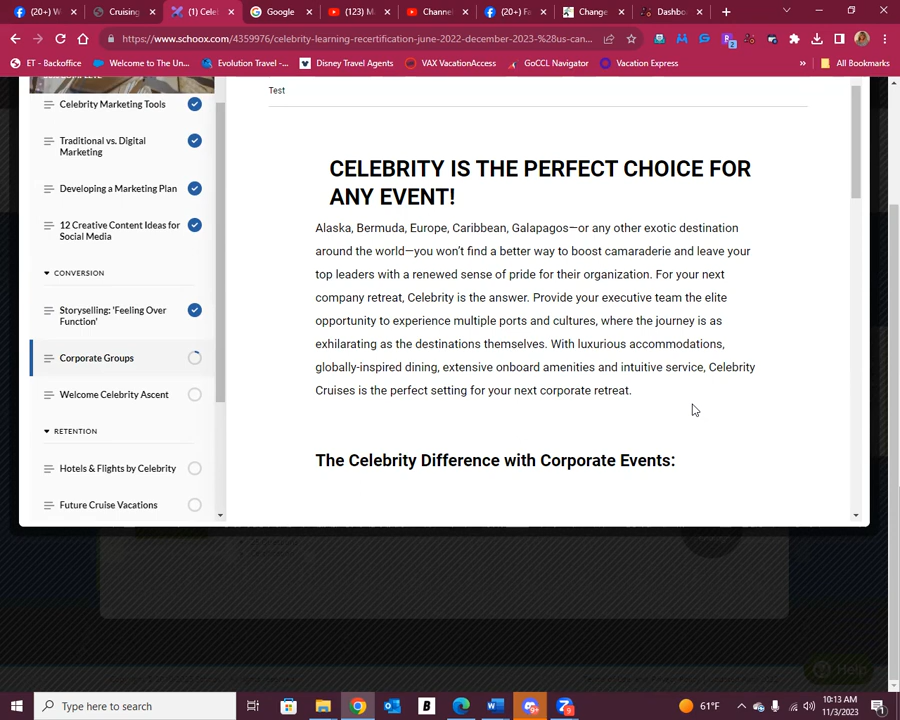 (20+) W
Cruising
(1) Cele
Google
(123) M
Channe
(20+) Fa
Change
Dashbo
https://www.schoox.com/4359976/celebrity-learning-recertification-june-2022-december-2023-%28us-can...
ET - Backoffice
Welcome to The Un...
Evolution Travel -...
Disney Travel Agents
VAX VacationAccess
GoCCL Navigator
Vacation Express
»
All Bookmarks
Celebrity Marketing Tools
Traditional vs. Digital
Marketing
Developing a Marketing Plan
12 Creative Content Ideas for
Social Media
CONVERSION
Storyselling: 'Feeling Over
Function'
Corporate Groups
Welcome Celebrity Ascent
RETENTION
Hotels & Flights by Celebrity
Future Cruise Vacations
Test
CELEBRITY IS THE PERFECT CHOICE FOR
ANY EVENT!
Alaska, Bermuda, Europe, Caribbean, Galapagos—or any other exotic destination
around the world—you won't find a better way to boost camaraderie and leave your
top leaders with a renewed sense of pride for their organization. For your next
company retreat, Celebrity is the answer. Provide your executive team the elite
opportunity to experience multiple ports and cultures, where the journey is as
exhilarating as the destinations themselves. With luxurious accommodations,
globally-inspired dining, extensive onboard amenities and intuitive service, Celebrity
Cruises is the perfect setting for your next corporate retreat.
The Celebrity Difference with Corporate Events:
Help
Type here to search
61°F
10:13 AM
11/3/2023